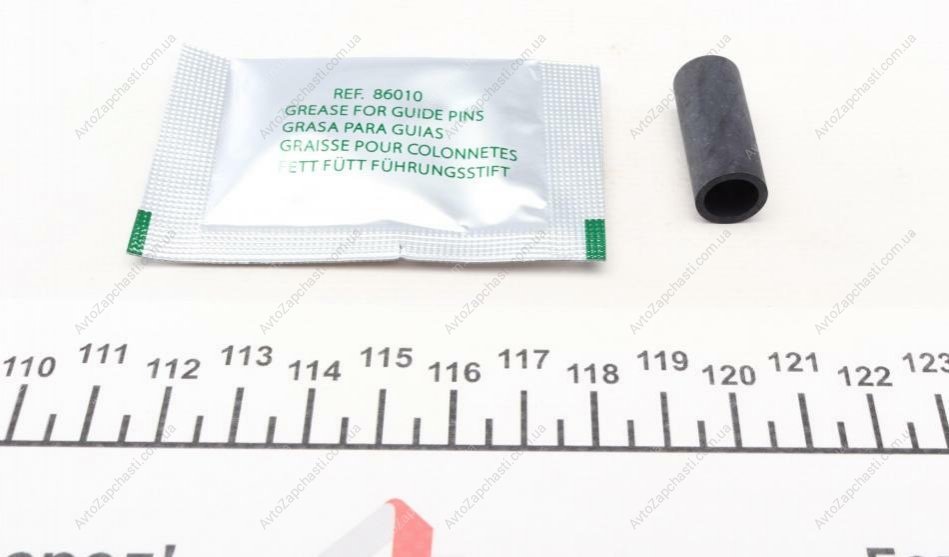 REF. 86010
GREASE FOR GUIDE PINS
GRASA PARA GUIAS
GRAISSE POUR COLONNETES
FETT FÜTT FÜHRUNGSSTIFT
110 111 112 113 114 115 116 117 118 119 120 121 122 123
AvtoZapchasti.com.ua